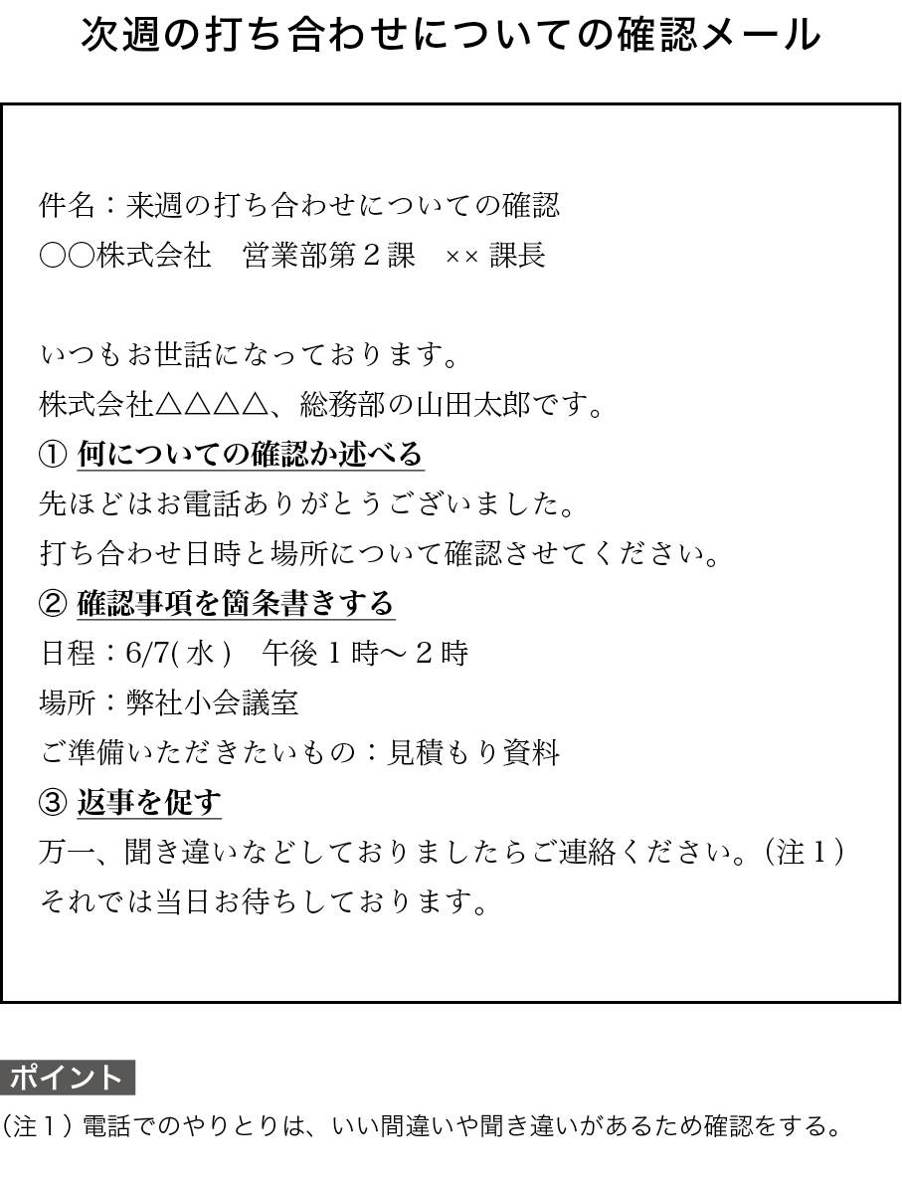 次週の打ち合わせについての確認メール
件名：来週の打ち合わせについての確認
〇〇株式会社　営業部第２課　××課長
いつもお世話になっております。
株式会社△△△△、総務部の山田太郎です。
① 何についての確認か述べる
先ほどはお電話ありがとうございました。
打ち合わせ日時と場所について確認させてください。
② 確認事項を箇条書きする
日程：6/7(水)　午後１時～２時
場所：弊社小会議室
ご準備いただきたいもの：見積もり資料
③ 返事を促す
万一、聞き違いなどしておりましたらご連絡ください。（注１）
それでは当日お待ちしております。
ポイント
（注１）電話でのやりとりは、いい間違いや聞き違いがあるため確認をする。